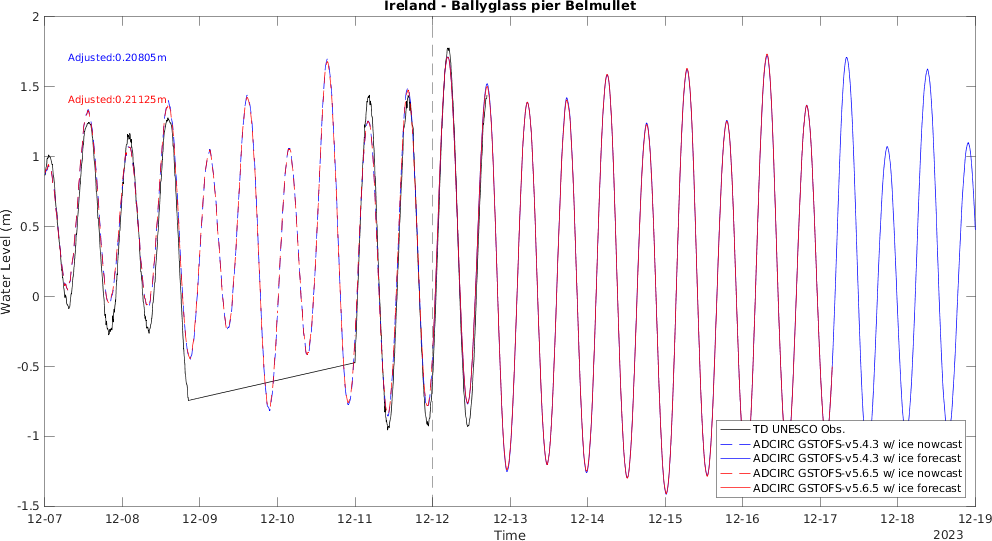 Ireland - Ballyglass pier Belmullet
2
1.5
1
0.5
0
-0.5
-1
-1.5
Water Level (m)
Adjusted:0.20805m
Adjusted:0.21125m
TD UNESCO Obs.
ADCIRC GSTOFS-v5.4.3 w/ ice nowcast
ADCIRC GSTOFS-v5.4.3 w/ ice forecast
ADCIRC GSTOFS-v5.6.5 w/ ice nowcast
ADCIRC GSTOFS-v5.6.5 w/ ice forecast
12-07 12-08 12-09 12-10 12-11 12-12 12-13 12-14 12-15 12-16 12-17 12-18 12-19
Time
2023